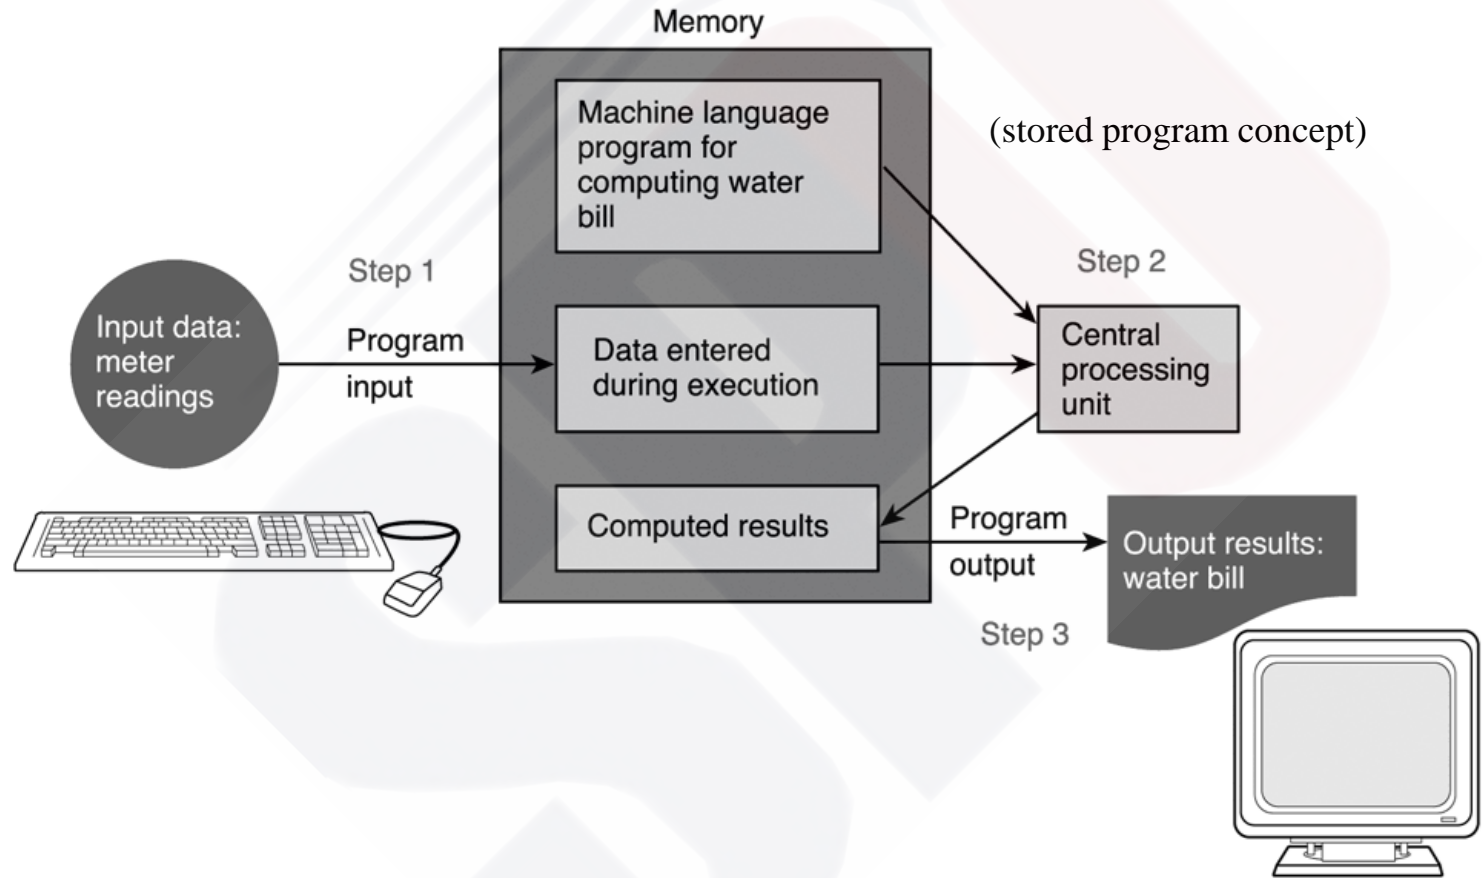 Memory
Machine language
program for
computing water
bill
(stored program concept)
Step 1
Step 2
Input data:
meter
readings
Program
input
Data entered
during execution
Central
processing
unit
Computed results
Program
output
Output results:
water bill
Step 3